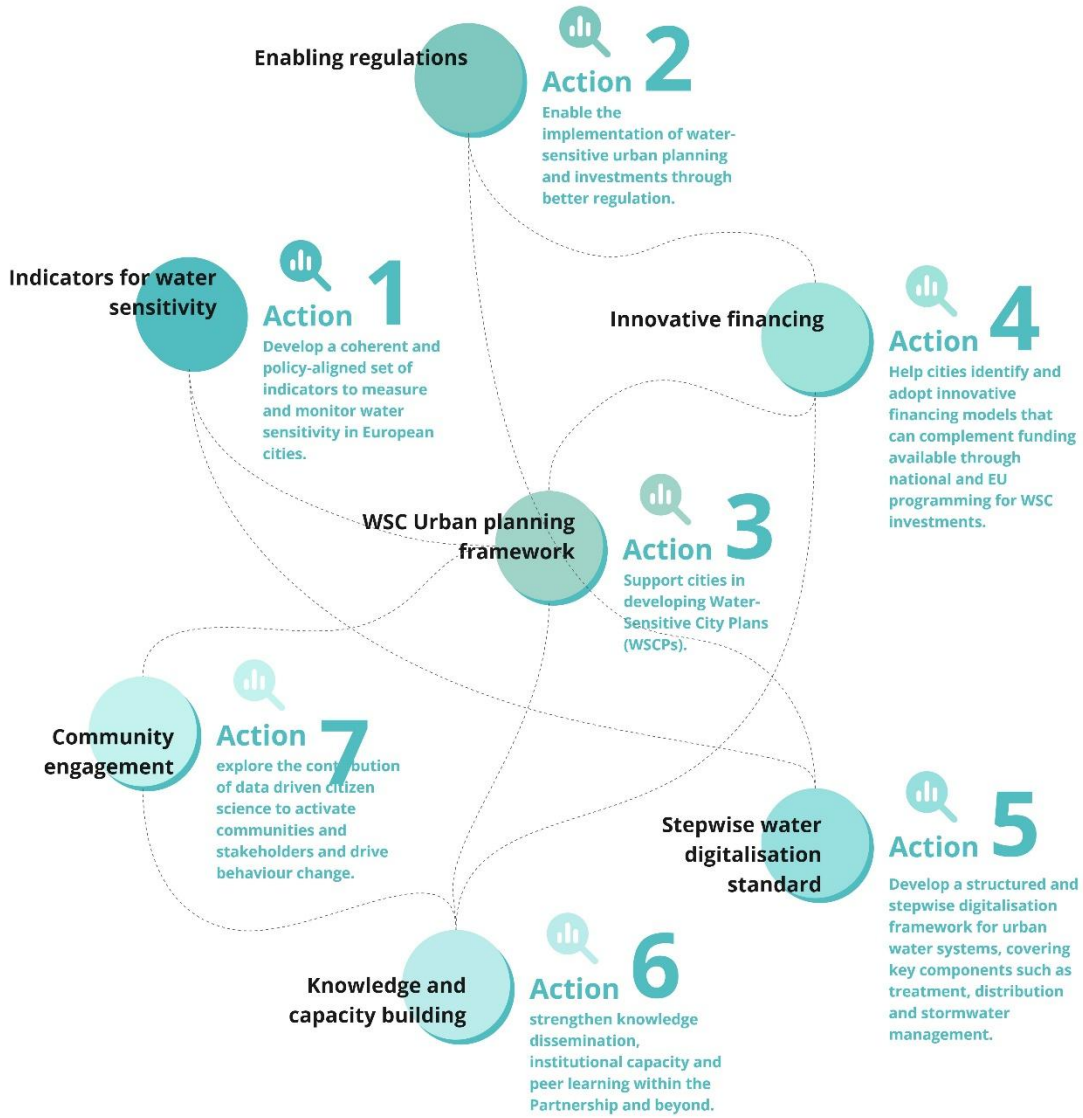 Enabling regulations
Action 2
Enable the
implementation of water-
sensitive urban planning
and investments through
better regulation.
Indicators for water
sensitivity
Action 1
Develop a coherent and
policy-aligned set of
indicators to measure
and monitor water
sensitivity in European
cities.
Innovative financing
Action 4
Help cities identify and
adopt innovative
financing models that
can complement funding
available through
national and EU
programming for WSC
investments.
WSC Urban planning
framework
Action 3
Support cities in
developing Water-
Sensitive City Plans
(WSCPs).
Community
engagement
Action 7
explore the contribution
of data driven citizen
science to activate
communities and
stakeholders and drive
behaviour change.
Stepwise water
digitalisation
standard
Action 5
Develop a structured and
stepwise digitalisation
framework for urban
water systems, covering
key components such as
treatment, distribution
and stormwater
management.
Knowledge and
capacity building
Action 6
strengthen knowledge
dissemination,
institutional capacity and
peer learning within the
Partnership and beyond.